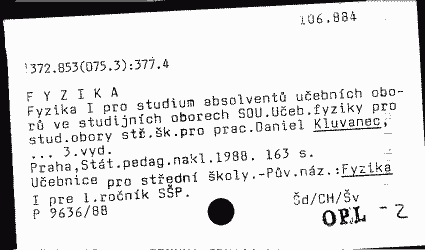 106.884
372.853(075.3):377.4
F Y Z I K A
Fyzika I pro studium absolventů učebních obo-
rů ve studijních oborech SOU.Učeb.fyziky pro
stud.obory stř.šk.pro prac.Daniel Kluvanec,
... 3.vyd.
Praha,Stát.pedag.nakl.1988. 163 s.
Učebnice pro střední školy.-Pův.náz.:Fyzika
I pre 1.ročník SŠP.
P 9636/88 Šd/CH/Šv
OPL - 2